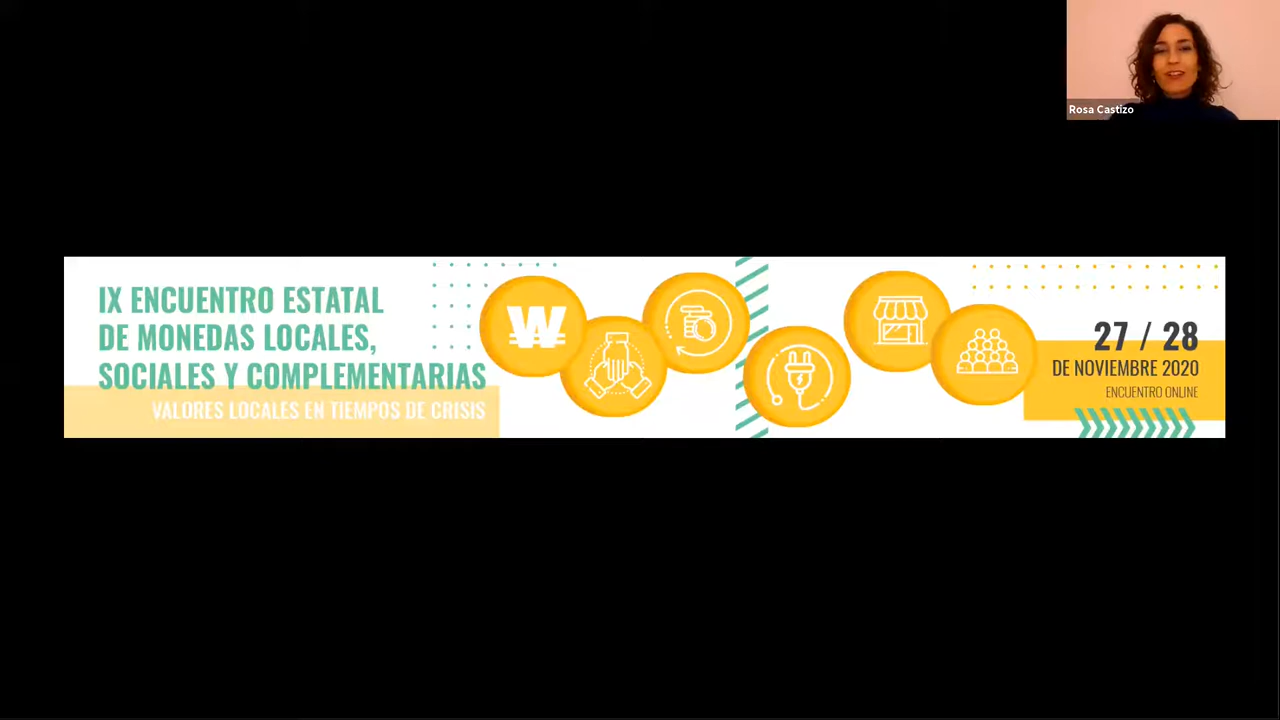 Rosa Castizo
IX ENCUENTRO ESTATAL
DE MONEDAS LOCALES,
SOCIALES Y COMPLEMENTARIAS
VALORES LOCALES EN TIEMPOS DE CRISIS
27 / 28
DE NOVIEMBRE 2020
ENCUENTRO ONLINE